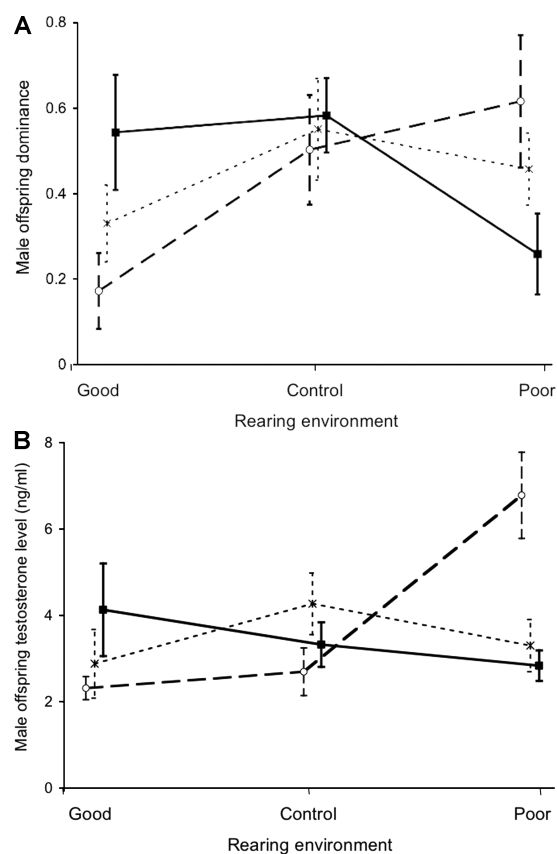 A
Male offspring dominance
0.8
0.6
0.4
0.2
0
Good Control Poor
Rearing environment
B
Male offspring testosterone level (ng/ml)
8
6
4
2
0
Good Control Poor
Rearing environment